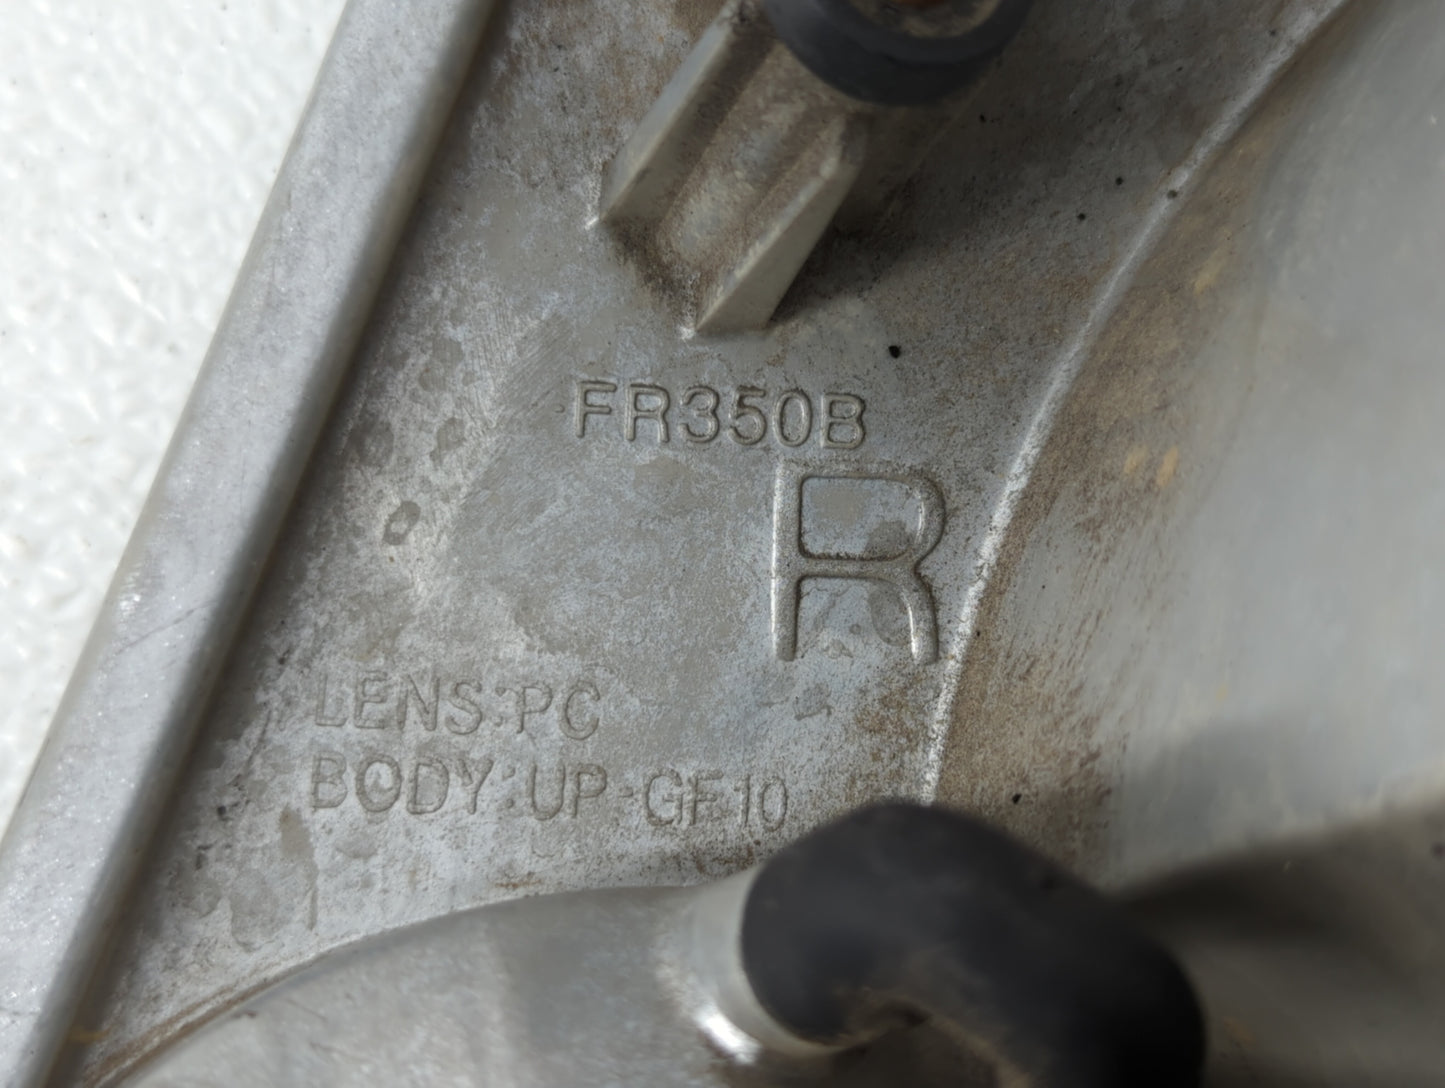 FR350B
R
LENS:PC
BODY:UP-GF10